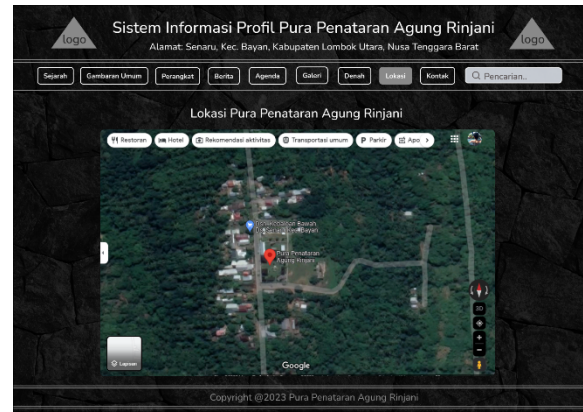 logo
Sistem Informasi Profil Pura Penataran Agung Rinjani
Alamat: Senaru, Kec. Bayan, Kabupaten Lombok Utara, Nusa Tenggara Barat
logo
Sejarah Gambaran Umum Perangkat Berita Agenda Galeri Denah Lokasi Kontak Pencarian..
Lokasi Pura Penataran Agung Rinjani
Restoran Hotel Rekomendasi aktivitas Transportasi umum P Parkir Apo
Pura Penataran
Agung Rinjani
3D
Lapisan
Google
Copyright @2023 Pura Penataran Agung Rinjani